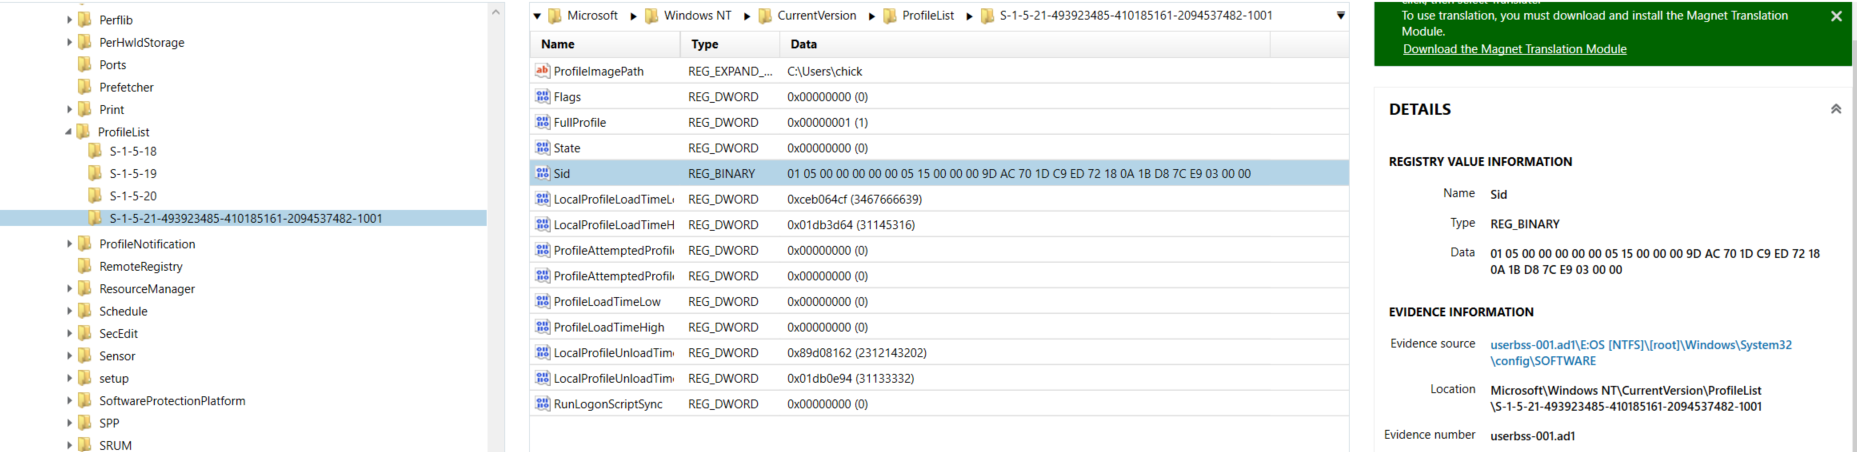 Perflib
PerHwIdStorage
Ports
Prefetcher
Print
ProfileList
S-1-5-18
S-1-5-19
S-1-5-20
S-1-5-21-493923485-410185161-2094537482-1001
ProfileNotification
RemoteRegistry
ResourceManager
Schedule
SecEdit
Sensor
setup
SoftwareProtectionPlatform
SPP
SRUM
Microsoft Windows NT CurrentVersion ProfileList S-1-5-21-493923485-410185161-2094537482-1001
Name Type Data
ProfileImagePath REG_EXPAND_... C:\Users\chick
Flags REG_DWORD 0x00000000 (0)
FullProfile REG_DWORD 0x00000001 (1)
State REG_DWORD 0x00000000 (0)
Sid REG_BINARY 01 05 00 00 00 00 00 05 15 00 00 00 9D AC 70 1D C9 ED 72 18 0A 1B D8 7C E9 03 00 00
LocalProfileLoadTimeL REG_DWORD 0xceb064cf (3467666639)
LocalProfileLoadTimeH REG_DWORD 0x01db3d64 (31145316)
ProfileAttemptedProfile REG_DWORD 0x00000000 (0)
ProfileAttemptedProfile REG_DWORD 0x00000000 (0)
ProfileLoadTimeLow REG_DWORD 0x00000000 (0)
ProfileLoadTimeHigh REG_DWORD 0x00000000 (0)
LocalProfileUnloadTim REG_DWORD 0x89d08162 (2312143202)
LocalProfileUnloadTim REG_DWORD 0x01db0e94 (31133332)
RunLogonScriptSync REG_DWORD 0x00000000 (0)
click, then select Translator
To use translation, you must download and install the Magnet Translation
Module.
Download the Magnet Translation Module
DETAILS
REGISTRY VALUE INFORMATION
Name Sid
Type REG_BINARY
Data 01 05 00 00 00 00 00 05 15 00 00 00 9D AC 70 1D C9 ED 72 18
0A 1B D8 7C E9 03 00 00
EVIDENCE INFORMATION
Evidence source userbss-001.ad1\E:OS [NTFS]\[root]\Windows\System32
\config\SOFTWARE
Location Microsoft\Windows NT\CurrentVersion\ProfileList
\S-1-5-21-493923485-410185161-2094537482-1001
Evidence number userbss-001.ad1